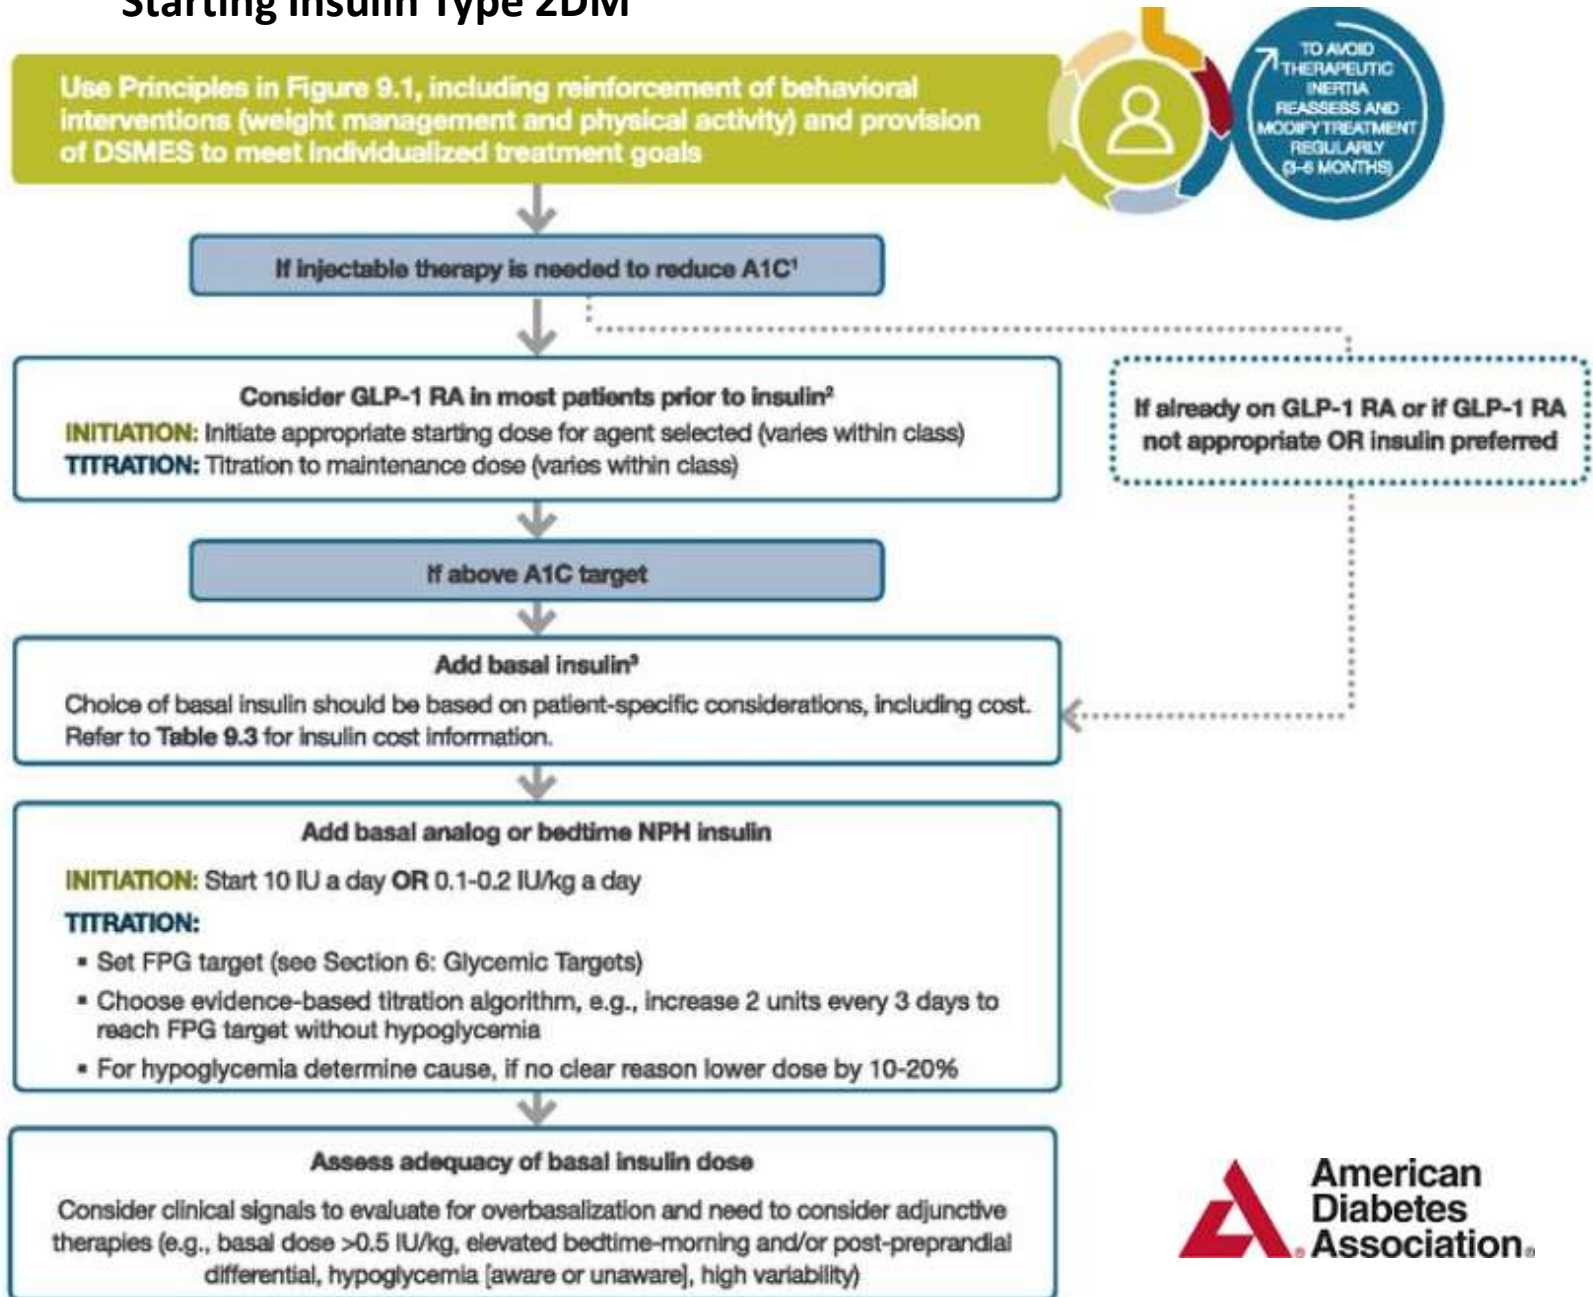 Starting Insulin Type 2DM
Use Principles in Figure 9.1, including reinforcement of behavioral
interventions (weight management and physical activity) and provision
of DSMES to meet individualized treatment goals
TO AVOID
THERAPEUTIC
INERTIA
REASSESS AND
MODIFY TREATMENT
REGULARLY
(3–6 MONTHS)
If injectable therapy is needed to reduce A1C¹
Consider GLP-1 RA in most patients prior to insulin²
INITIATION: Initiate appropriate starting dose for agent selected (varies within class)
TITRATION: Titration to maintenance dose (varies within class)
If already on GLP-1 RA or if GLP-1 RA
not appropriate OR insulin preferred
If above A1C target
Add basal insulin³
Choice of basal insulin should be based on patient-specific considerations, including cost.
Refer to Table 9.3 for insulin cost information.
Add basal analog or bedtime NPH insulin
INITIATION: Start 10 IU a day OR 0.1-0.2 IU/kg a day
TITRATION:
▪ Set FPG target (see Section 6: Glycemic Targets)
▪ Choose evidence-based titration algorithm, e.g., increase 2 units every 3 days to
reach FPG target without hypoglycemia
▪ For hypoglycemia determine cause, if no clear reason lower dose by 10-20%
Assess adequacy of basal insulin dose
Consider clinical signals to evaluate for overbasalization and need to consider adjunctive
therapies (e.g., basal dose >0.5 IU/kg, elevated bedtime-morning and/or post-preprandial
differential, hypoglycemia [aware or unaware], high variability)
American
Diabetes
® Association®